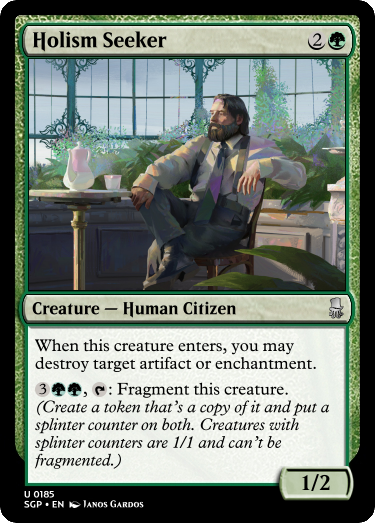 Holism Seeker 2
Creature — Human Citizen
When this creature enters, you may
destroy target artifact or enchantment.
3, : Fragment this creature.
(Create a token that's a copy of it and put a
splinter counter on both. Creatures with
splinter counters are 1/1 and can't be
fragmented.)
1/2
U 0185
SGP • EN Janos Gardos